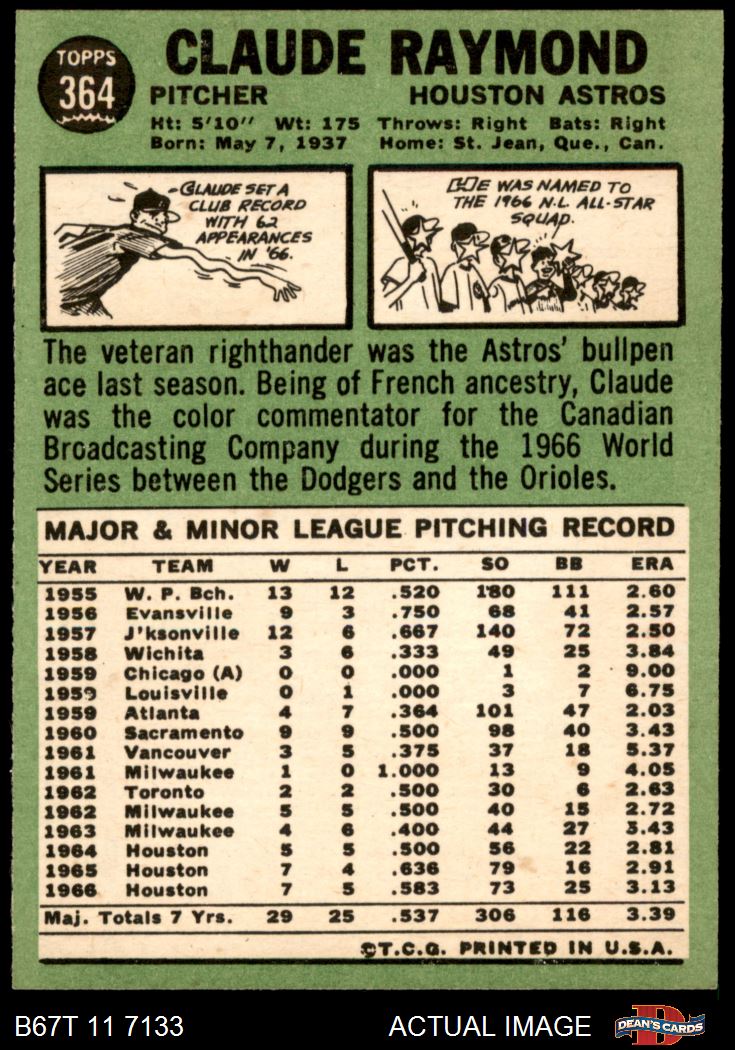 TOPPS
364
CLAUDE RAYMOND
PITCHER HOUSTON ASTROS
Ht: 5'10" Wt: 175 Throws: Right Bats: Right
Born: May 7, 1937 Home: St. Jean, Que., Can.
CLAUDE SET A
CLUB RECORD
WITH 62
APPEARANCES
IN '66.
HE WAS NAMED TO
THE 1966 N.L. ALL-STAR
SQUAD.
The veteran righthander was the Astros' bullpen
ace last season. Being of French ancestry, Claude
was the color commentator for the Canadian
Broadcasting Company during the 1966 World
Series between the Dodgers and the Orioles.
MAJOR & MINOR LEAGUE PITCHING RECORD
YEAR TEAM W L PCT. SO BB ERA
1955 W. P. Bch. 13 12 .520 180 111 2.60
1956 Evansville 9 3 .750 68 41 2.57
1957 J'ksonville 12 6 .667 140 72 2.50
1958 Wichita 3 6 .333 49 25 3.84
1959 Chicago (A) 0 0 .000 1 2 9.00
1959 Louisville 0 1 .000 3 7 6.75
1959 Atlanta 4 7 .364 101 47 2.03
1960 Sacramento 9 9 .500 98 40 3.43
1961 Vancouver 3 5 .375 37 18 5.37
1961 Milwaukee 1 0 1.000 13 9 4.05
1962 Toronto 2 2 .500 30 6 2.63
1962 Milwaukee 5 5 .500 40 15 2.72
1963 Milwaukee 4 6 .400 44 27 5.43
1964 Houston 5 5 .500 56 22 2.81
1965 Houston 7 4 .636 79 16 2.91
1966 Houston 7 5 .583 73 25 3.13
Maj. Totals 7 Yrs. 29 25 .537 306 116 3.39
©T.C.G. PRINTED IN U.S.A.
B67T 11 7133 ACTUAL IMAGE DEAN'S CARDS